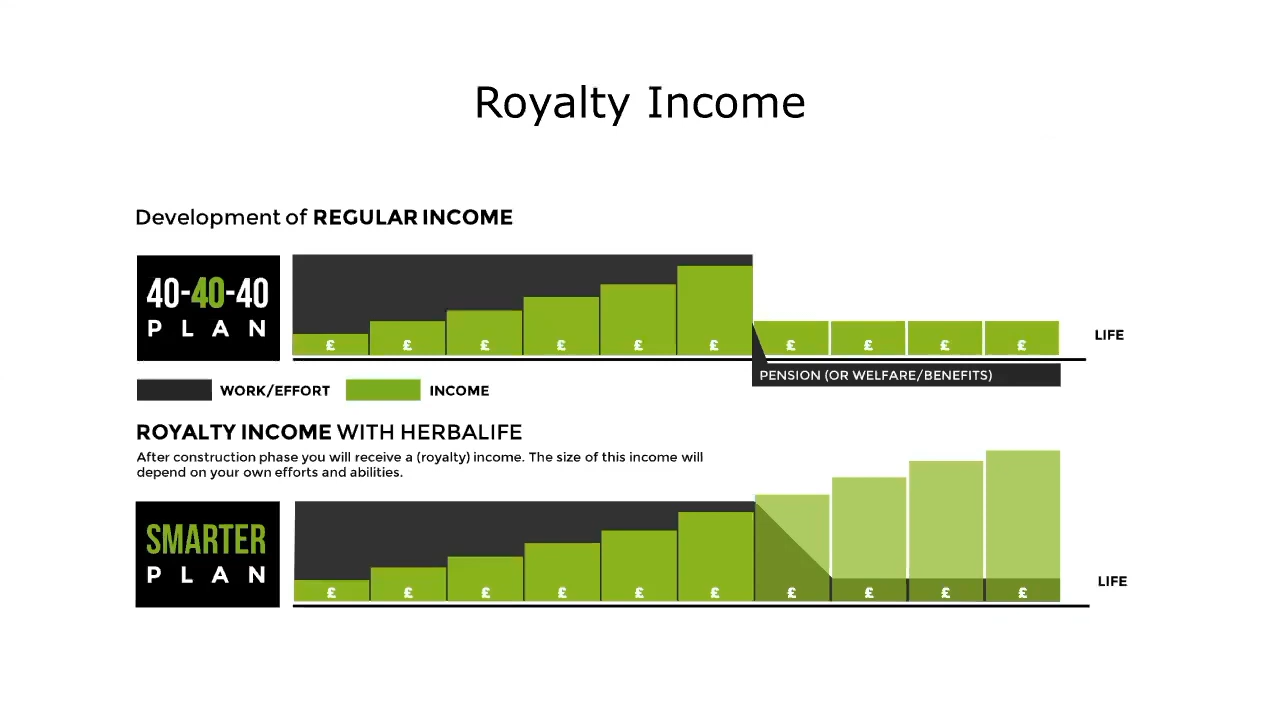 Royalty Income
Development of REGULAR INCOME
40-40-40
PLAN
£ £ £ £ £ £ £ £ £ £
LIFE
PENSION (OR WELFARE/BENEFITS)
WORK/EFFORT INCOME
ROYALTY INCOME WITH HERBALIFE
After construction phase you will receive a (royalty) income. The size of this income will
depend on your own efforts and abilities.
SMARTER
PLAN
£ £ £ £ £ £ £ £ £ £
LIFE